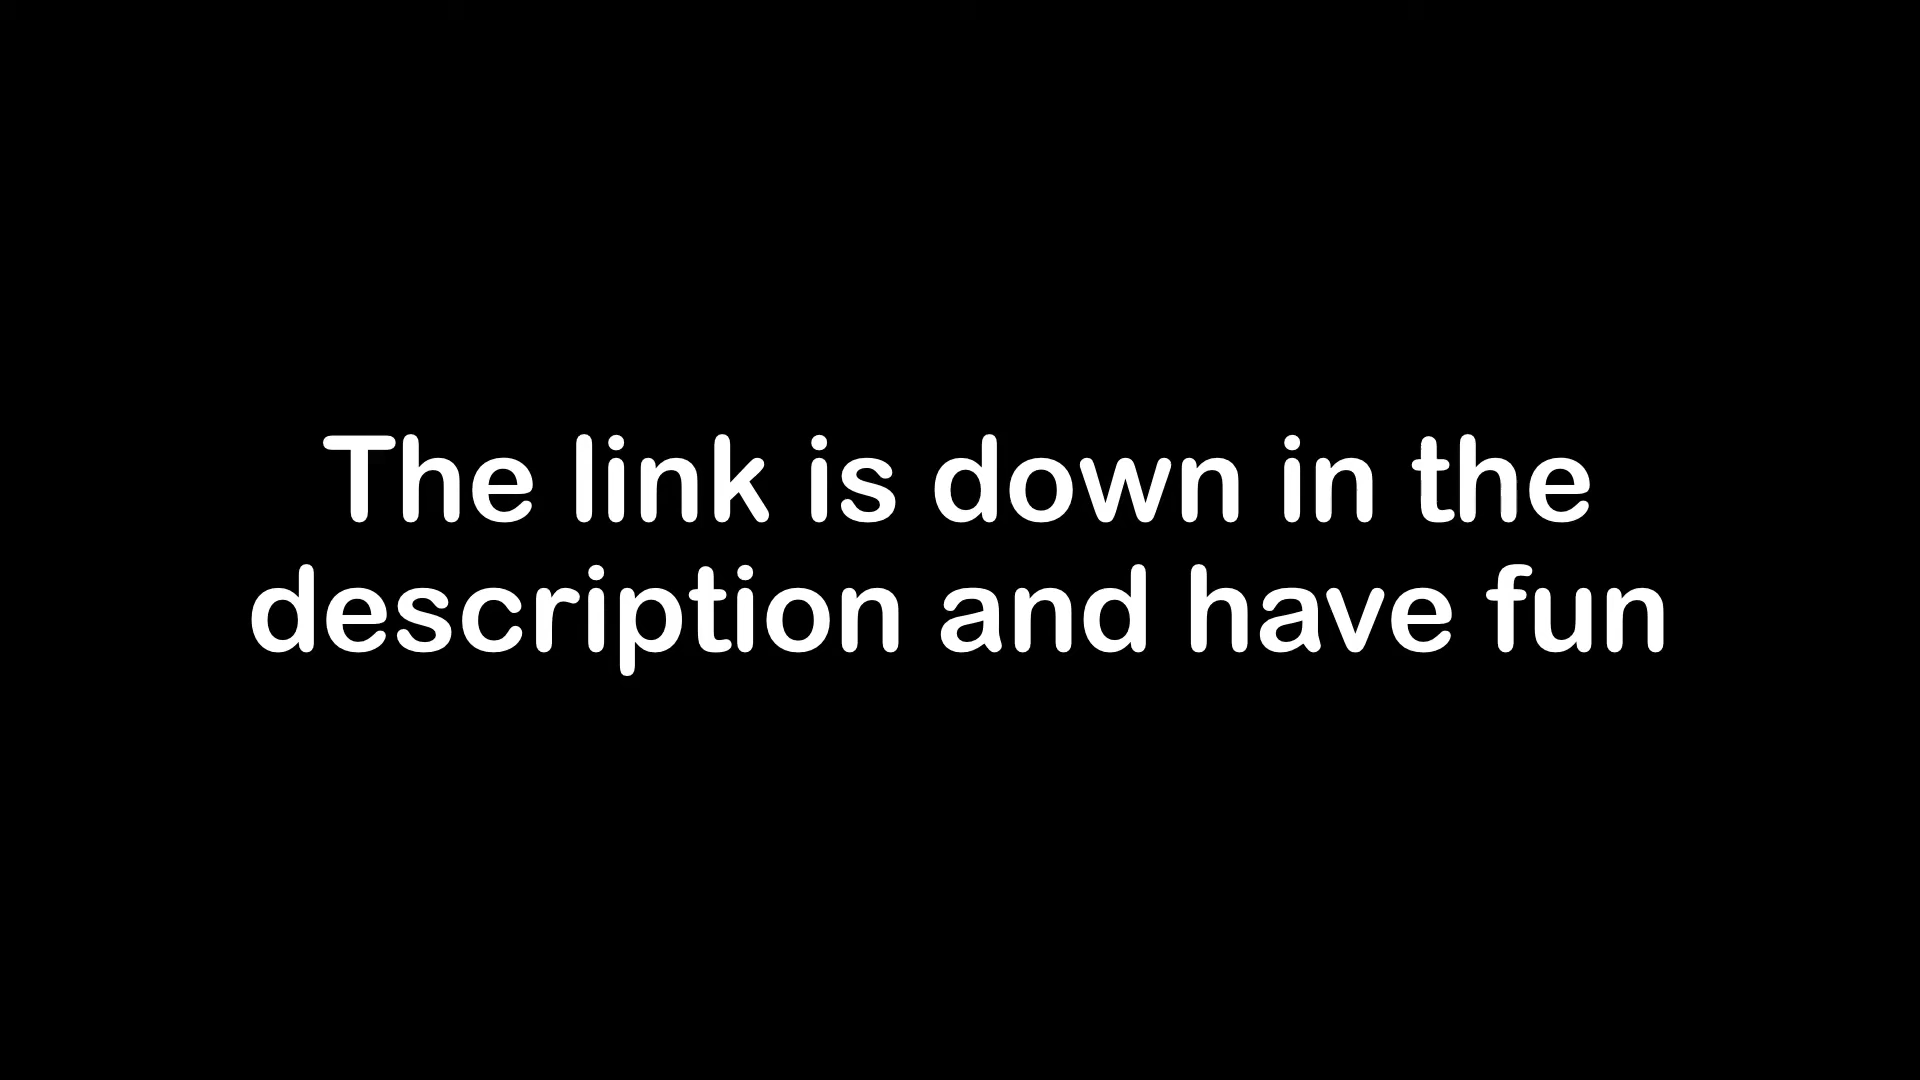 The link is down in the
description and have fun